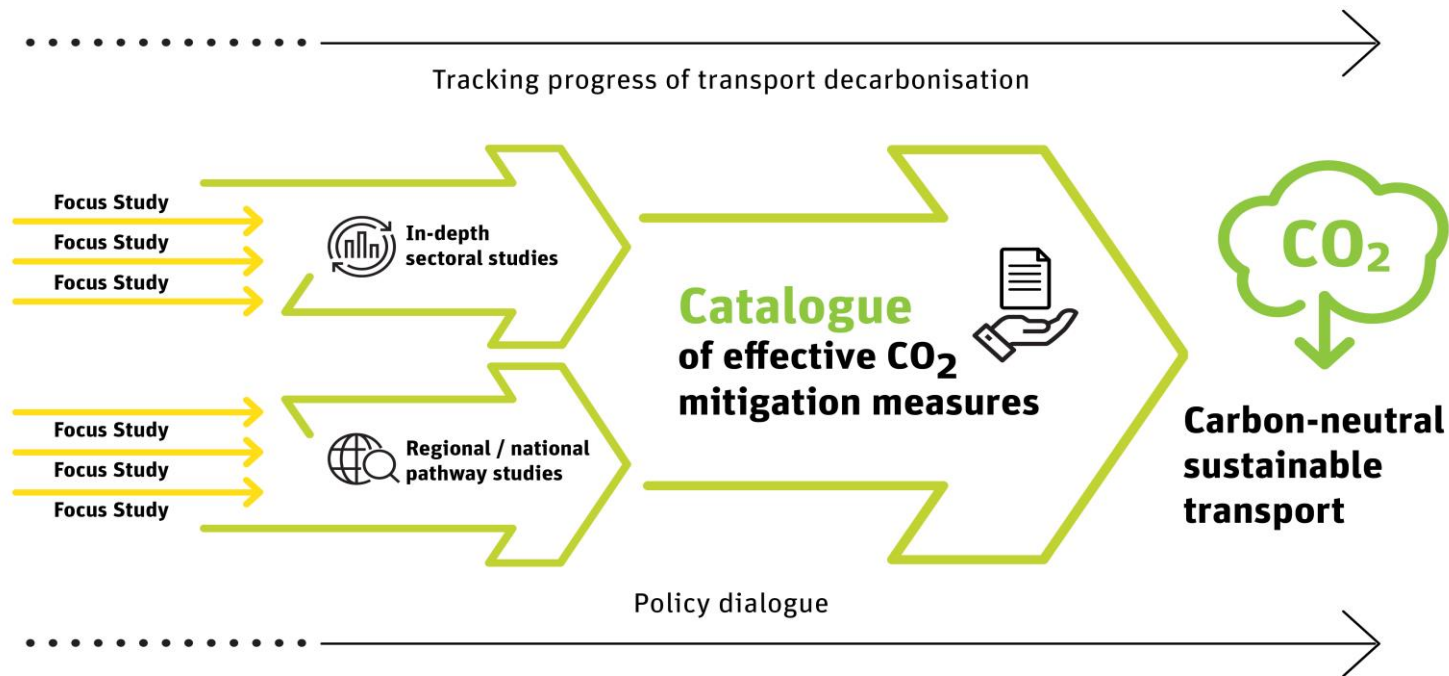 Tracking progress of transport decarbonisation
Focus Study
Focus Study
Focus Study
In-depth
sectoral studies
Focus Study
Focus Study
Focus Study
Regional / national
pathway studies
Catalogue
of effective CO₂
mitigation measures
CO₂
Carbon-neutral
sustainable
transport
Policy dialogue